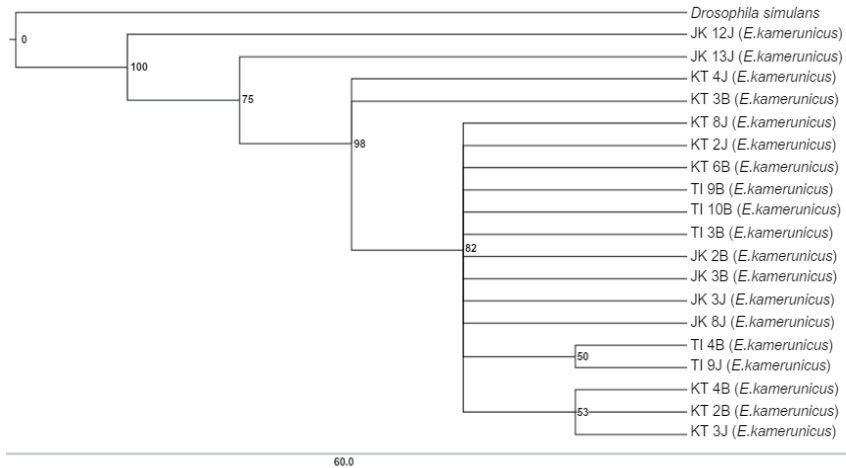 Drosophila simulans
0
JK 12J (E.kamerunicus)
100
JK 13J (E.kamerunicus)
75
KT 4J (E.kamerunicus)
KT 3B (E.kamerunicus)
98
KT 8J (E.kamerunicus)
KT 2J (E.kamerunicus)
KT 6B (E.kamerunicus)
TI 9B (E.kamerunicus)
TI 10B (E.kamerunicus)
TI 3B (E.kamerunicus)
82
JK 2B (E.kamerunicus)
JK 3B (E.kamerunicus)
JK 3J (E.kamerunicus)
JK 8J (E.kamerunicus)
TI 4B (E.kamerunicus)
50
TI 9J (E.kamerunicus)
KT 4B (E.kamerunicus)
53
KT 2B (E.kamerunicus)
KT 3J (E.kamerunicus)
60.0